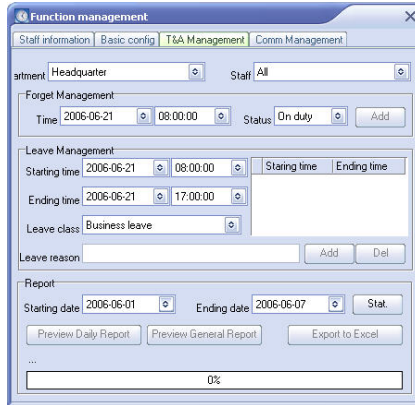 Function management
Staff information Basic config T&A Management Comm Management
artment Headquarter Staff All
Forget Management
Time 2006-06-21 08:00:00 Status On duty Add
Leave Management
Starting time 2006-06-21 08:00:00 Staring time Ending time
Ending time 2006-06-21 17:00:00
Leave class Business leave
Leave reason Add Del
Report
Starting date 2006-06-01 Ending date 2006-06-07 Stat.
Preview Daily Report Preview General Report Export to Excel
...
0%